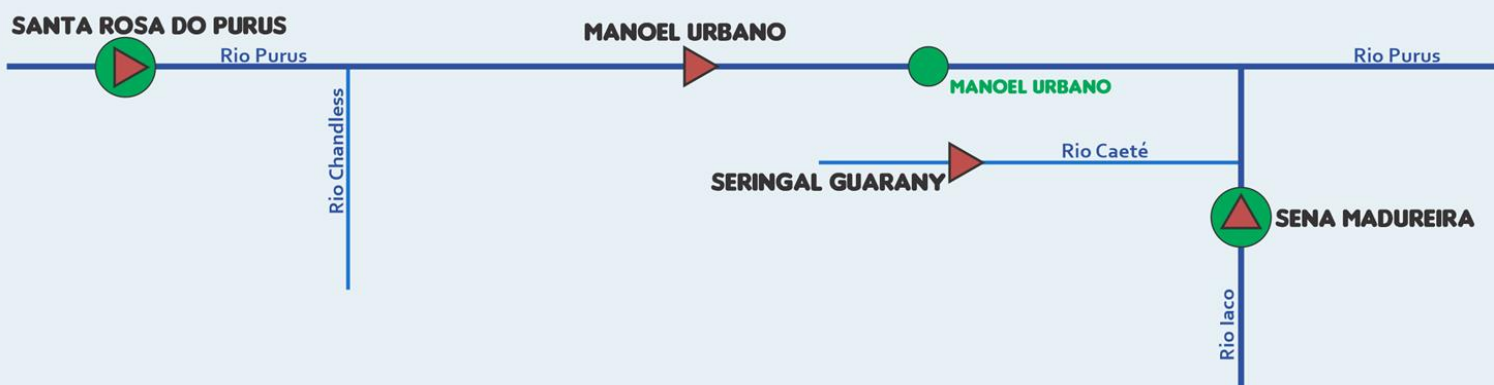 SANTA ROSA DO PURUS
Rio Purus
MANOEL URBANO
Rio Purus
MANOEL URBANO
Rio Chandless
Rio Caeté
SERINGAL GUARANY
SENA MADUREIRA
Rio Iaco